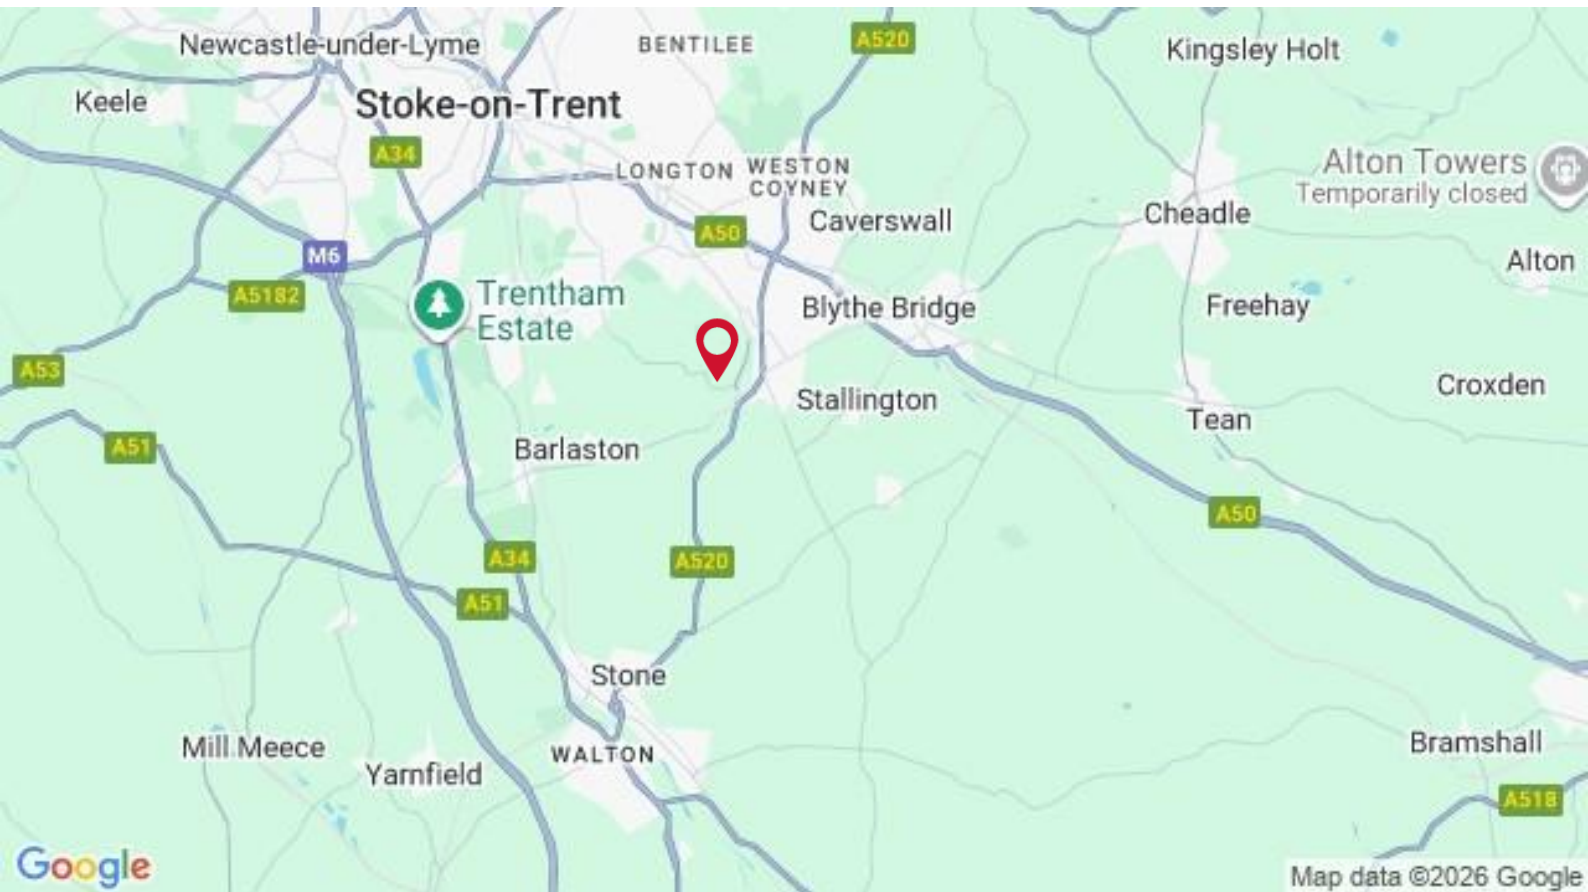 Newcastle-under-Lyme
BENTILEE
A520
Kingsley Holt
Keele
Stoke-on-Trent
A34
LONGTON
WESTON
COYNEY
Alton Towers
Temporarily closed
Cheadle
Caverswall
A50
M6
Alton
A5182
Trentham
Estate
Blythe Bridge
Freehay
A53
Stallington
Croxden
Tean
A51
Barlaston
A50
A34
A520
A51
Stone
Mill Meece
Yarnfield
WALTON
Bramshall
A518
Google
Map data ©2026 Google